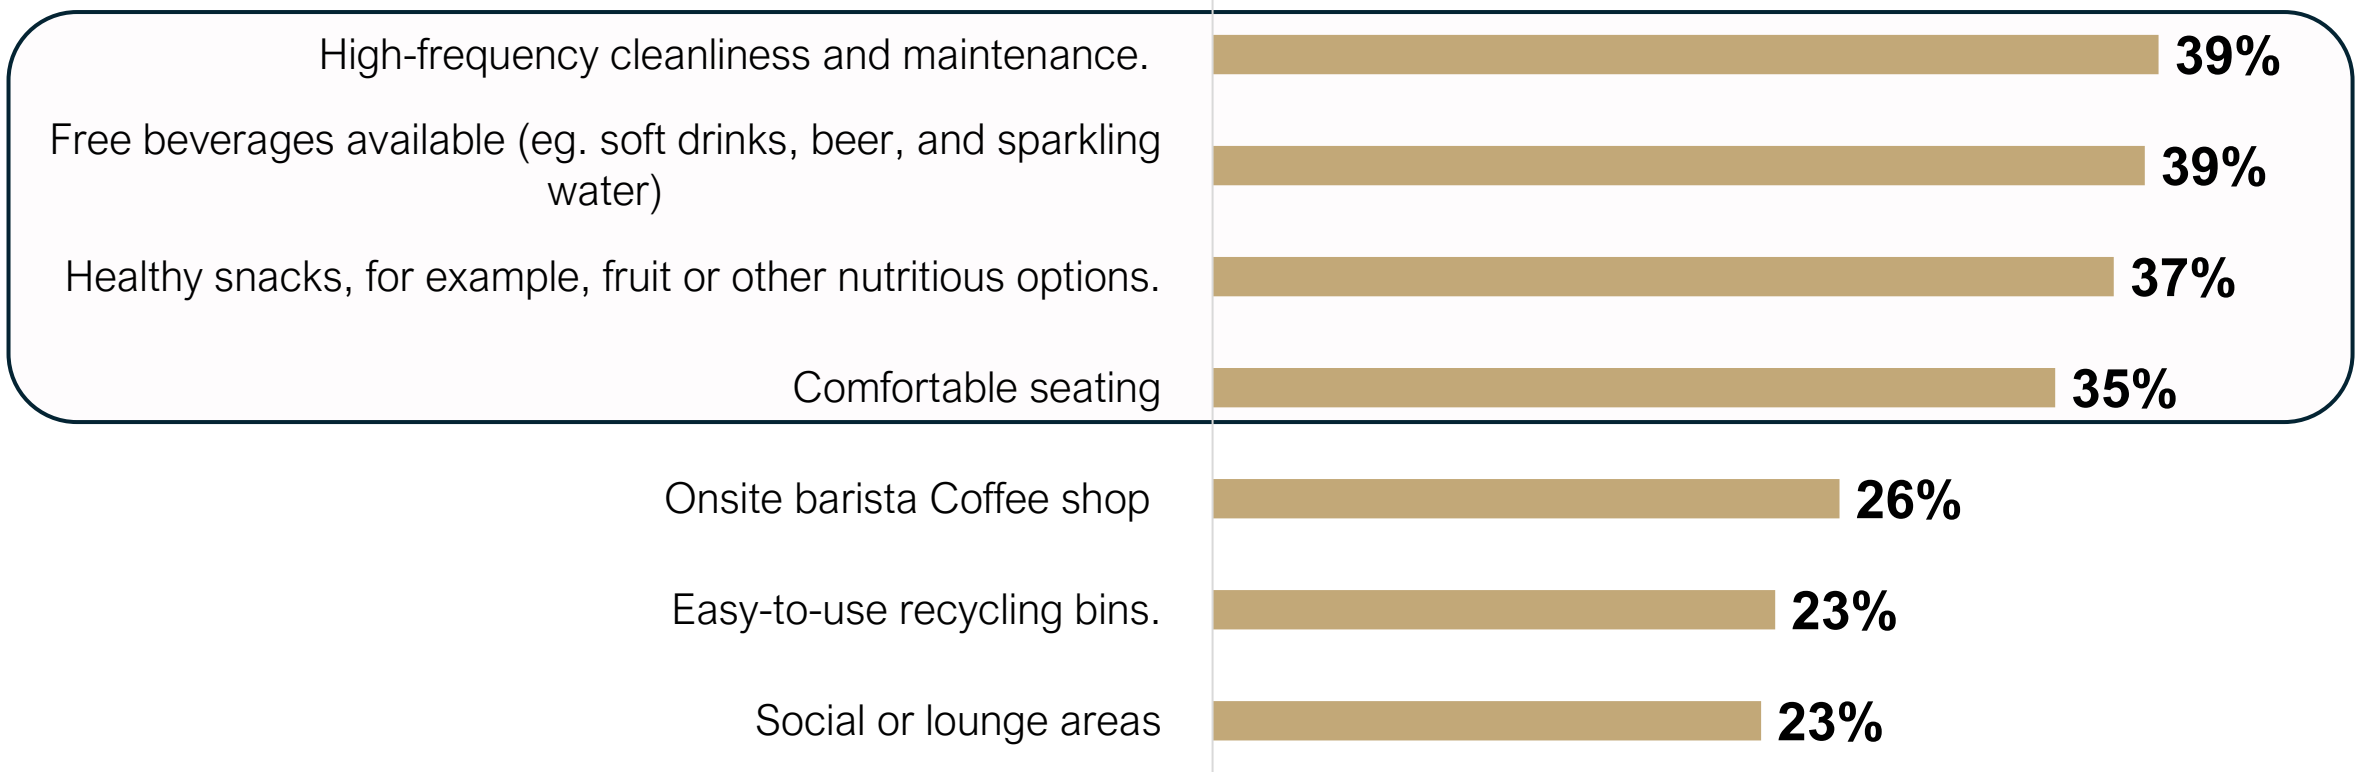 High-frequency cleanliness and maintenance. 39%
Free beverages available (eg. soft drinks, beer, and sparkling
water) 39%
Healthy snacks, for example, fruit or other nutritious options. 37%
Comfortable seating 35%
Onsite barista Coffee shop 26%
Easy-to-use recycling bins. 23%
Social or lounge areas 23%